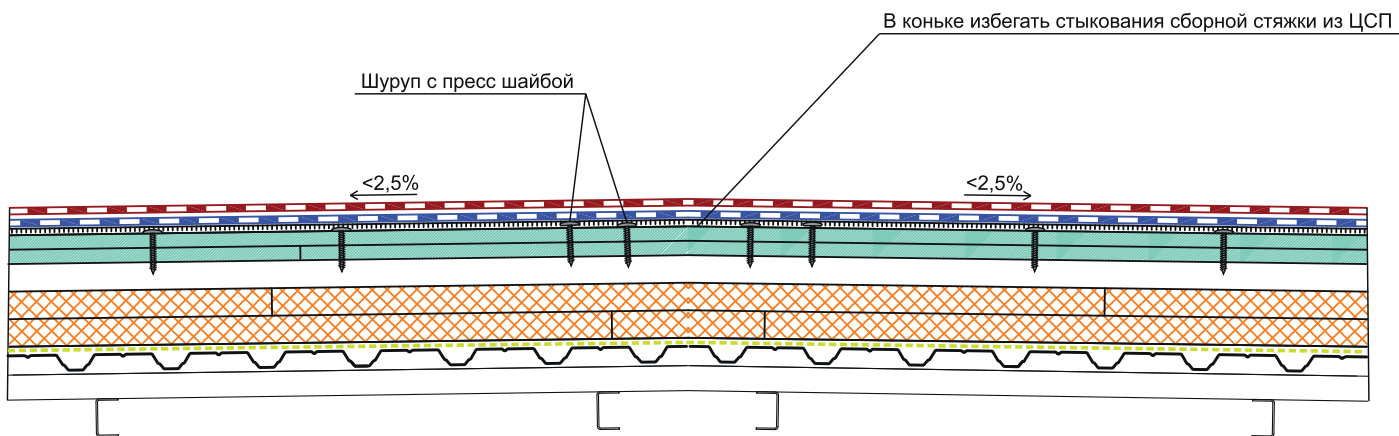 В коньке избегать стыкования сборной стяжки из ЦСП
Шуруп с пресс шайбой
<2,5%
<2,5%